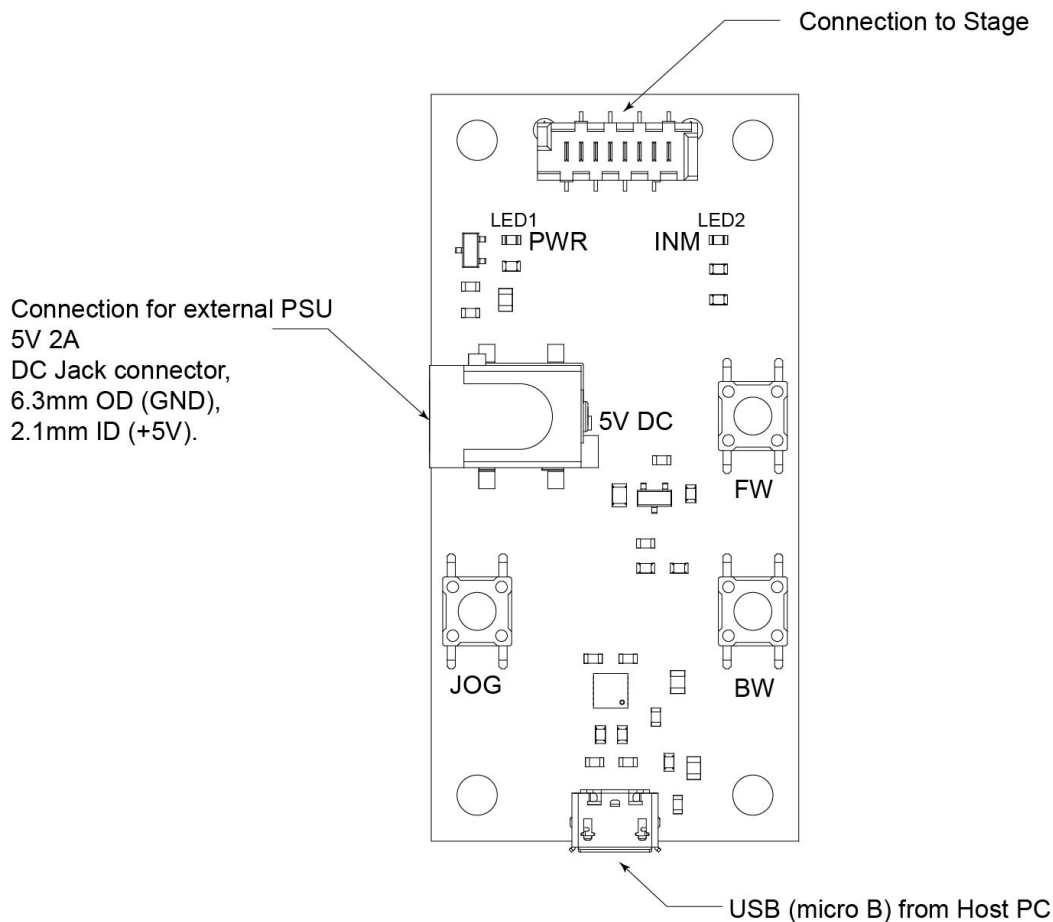 Connection to Stage
LED1
PWR
INM
LED2
Connection for external PSU
5V 2A
DC Jack connector,
6.3mm OD (GND),
2.1mm ID (+5V).
5V DC
FW
JOG
BW
USB (micro B) from Host PC